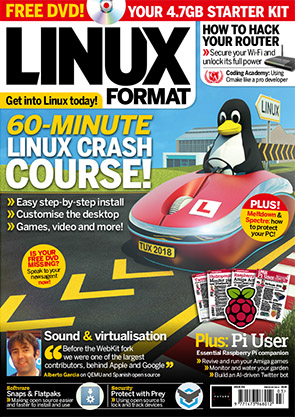 FREE DVD! YOUR 4.7GB STARTER KIT
LINUX
FORMAT
HOW TO HACK
YOUR ROUTER
» Secure your Wi-Fi and
unlock its full power
Coding Academy: Using
Cmake like a pro developer
Get into Linux today!
LINUX
60-MINUTE
LINUX CRASH
COURSE!
» Easy step-by-step install
» Customise the desktop
» Games, video and more!
L
TUX 2018
PLUS!
Meltdown &
Spectre: how
to protect
your PC!
IS YOUR
FREE DVD
MISSING?
Speak to your
newsagent
now!
Sound & virtualisation
Before the WebKit fork
we were one of the largest
contributors, behind Apple and Google
Alberto Garcia on QEMU and Spanish open source
Plus: Pi User
Essential Raspberry Pi companion
» Revive and run your Amiga games
» Monitor and water your garden
» Build an AI-driven Twitter bot
Software
Snaps & Flatpaks
» Making open source easier
and faster to install and use
Security
Protect with Prey
» Using open source to
lock and track devices
FUTURE